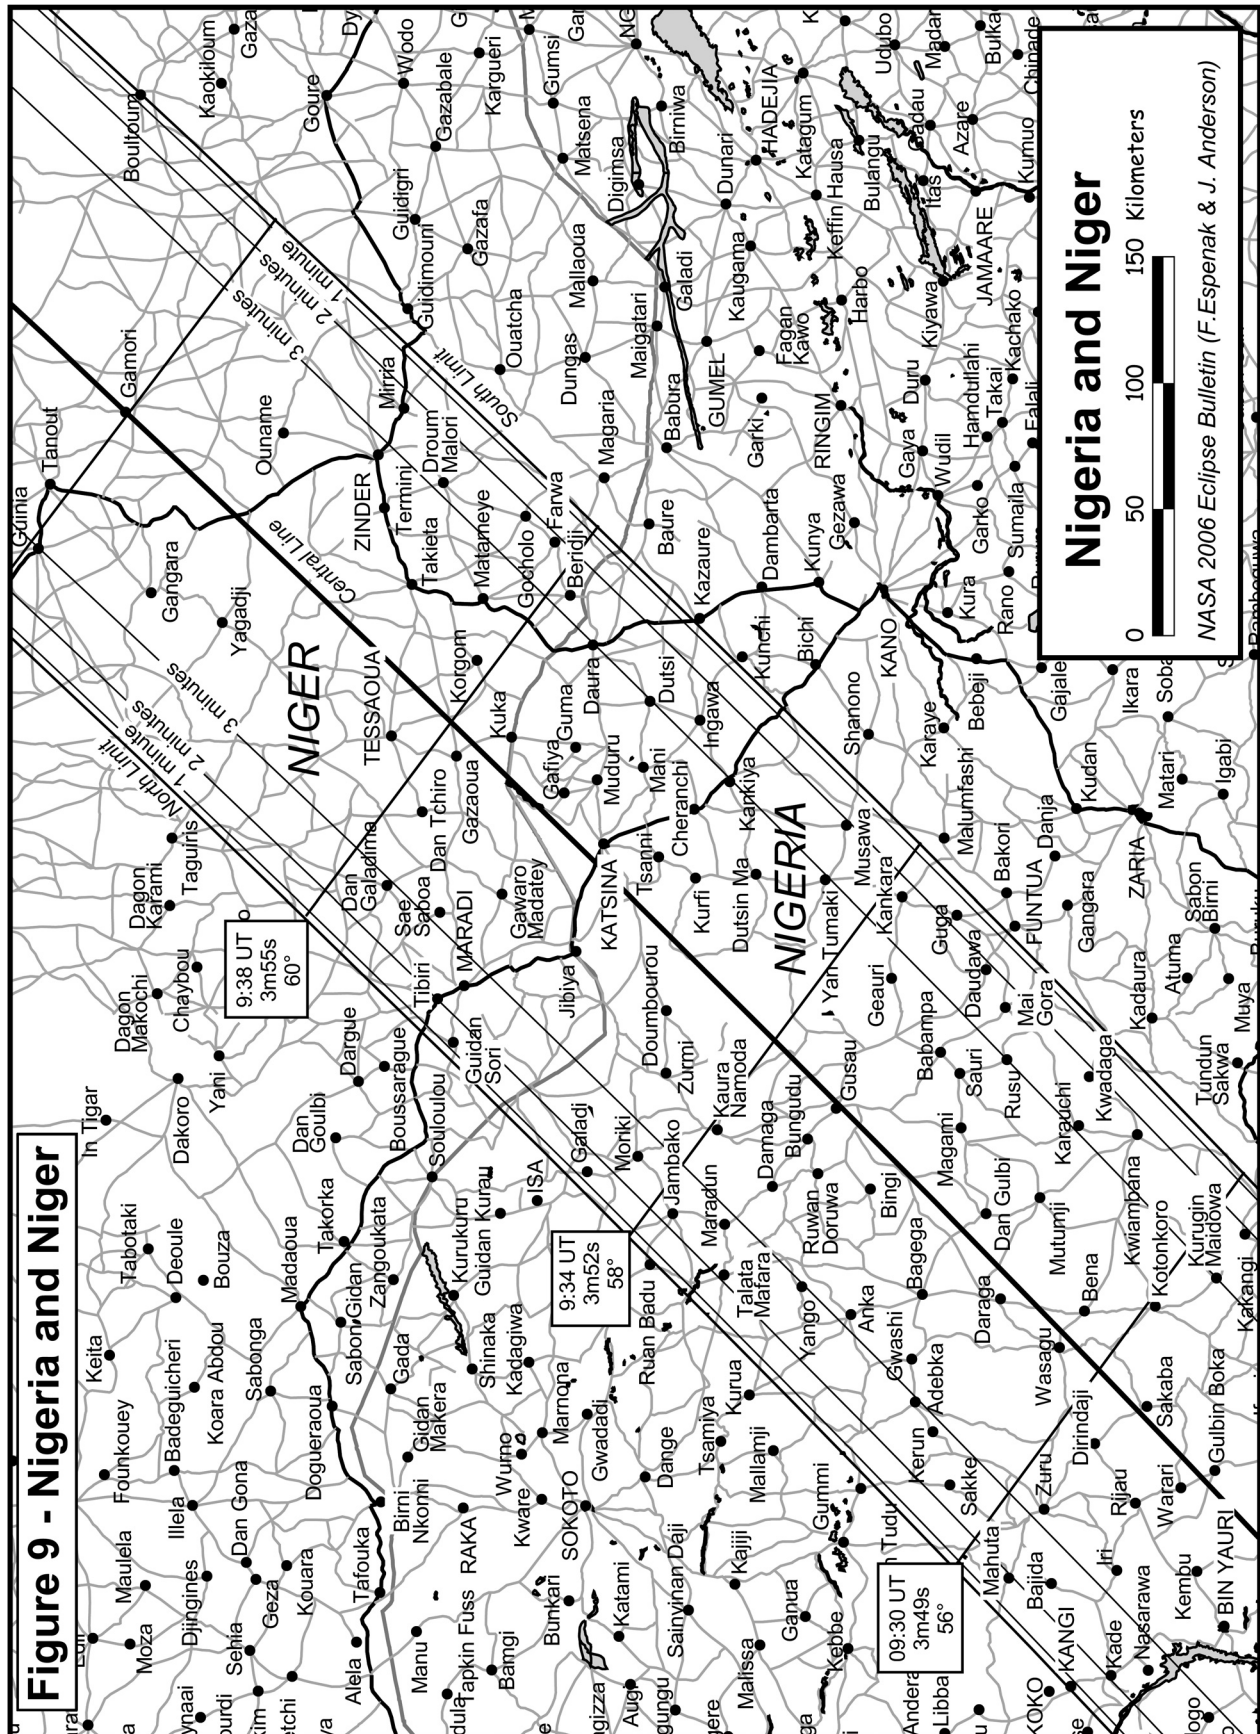 Figure 9 - Nigeria and Niger
Moza
Maulela
Founkouey
Keita
Tabotaki
In Tigar
Dagon
Makochi
Dagon
Karami
Gangara
Tanout
Gamori
Boultoum
Djingines
Illela
Badeguicheri
Deoule
Dakoro
Chaybou
Taguiris
Yagadji
Kaokiloum
Gaza
Sehia
Geza
Dan Gona
Koara Abdou
Bouza
Yani
North Limit
1 minute
2 minutes
3 minutes
Central Line
Ouname
3 minutes
2 minutes
1 minute
South Limit
Kouara
Sabonga
Madaoua
Dan
Goulbi
9:38 UT
3m55s
60°
NIGER
Goure
Alela
Tafouka
Dogueraoua
Sabon Gidan
Takorka
Zangoukata
Dargue
Boussarague
Dan
Galadima
TESSAOUA
ZINDER
Mirria
Guidigri
Guidimouni
Wodo
Manu
Birni
Nkonni
Gidan
Makera
Gada
Souloulou
Tibiri
Sae
Saboa
Dan Tchiro
Takieta
Termini
Droum
Malori
Gazabale
Tapkin Fuss
RAKA
Shinaka
Kurukuru
Guidan Kurau
Guidan
Sori
MARADI
Gazaoua
Korgom
Matameye
Gazafa
Kargueri
Bamgi
Kware
Wurno
Kadagiwa
ISA
Gawaro
Madatey
Kuka
Gocholo
Farwa
Ouatcha
Gumsi
Bunkari
SOKOTO
Gwadadi
Marnona
9:34 UT
3m52s
58°
Galadi
Jibiya
Gafiya
Guma
Beridji
Dungas
Mallaoua
Matsena
Katami
Moriki
KATSINA
Muduru
Daura
Magaria
Digimsa
Sainyinan Daji
Dange
Ruan Badu
Jambako
Zurmi
Doumbourou
Tsanni
Mani
Dutsi
Baure
Babura
Maigatari
Galadi
Birniwa
Malissa
Kajiji
Tsamiya
Kurua
Talata
Mafara
Maradun
Kaura
Namoda
Kurfi
Cheranchi
Ingawa
Kazaure
GUMEL
Kaugama
Dunari
Ganua
Mallamji
Yango
Damaga
Bungudu
Dutsin Ma
Kankiya
Kunchi
Dambarta
Garki
Fagan
Kawo
HADEJIA
Kebbe
Gummi
Anka
Ruwan
Doruwa
Gusau
NIGERIA
Yan Tumaki
Musawa
Bichi
Kunya
Gezawa
RINGIM
Harbo
Keffin Hausa
Katagum
Kerun
Gwashi
Adebka
Bagega
Bingi
Geauri
Kankara
Shanono
KANO
Gaya
Duru
Kiyawa
Bulangu
Udubo
09:30 UT
3m49s
56°
Sakke
Daraga
Magami
Babampa
Sauri
Daudawa
Guga
Malumfashi
Karaye
Kura
Wudil
Hamdullahi
JAMAARE
Itas
Azare
Mahuta
Zuru
Wasagu
Dan Gulbi
Rusu
Mai
Gora
Bakori
Bebeji
Rano
Garko
Sumaila
Takai
Kachako
Kumuo
Chinade
KOKO
KANGI
Bajida
Dirindaji
Bena
Mutumji
Karauchi
Kwadaga
FUNTUA
Danja
Kudan
Gajale
Kade
Iri
Rijau
Sakaba
Kotonkoro
Kwiambana
Kadaura
Gangara
ZARIA
Ikara
Nasarawa
Kembu
Warari
Kurugin
Maidowa
Atuma
Sabon
Birni
Matari
BIN YAURI
Gulbin Boka
Kakangi
Tundun
Sakwa
Muya
Igabi
Nigeria and Niger
0 50 100 150 Kilometers
NASA 2006 Eclipse Bulletin (F.Espenak & J. Anderson)